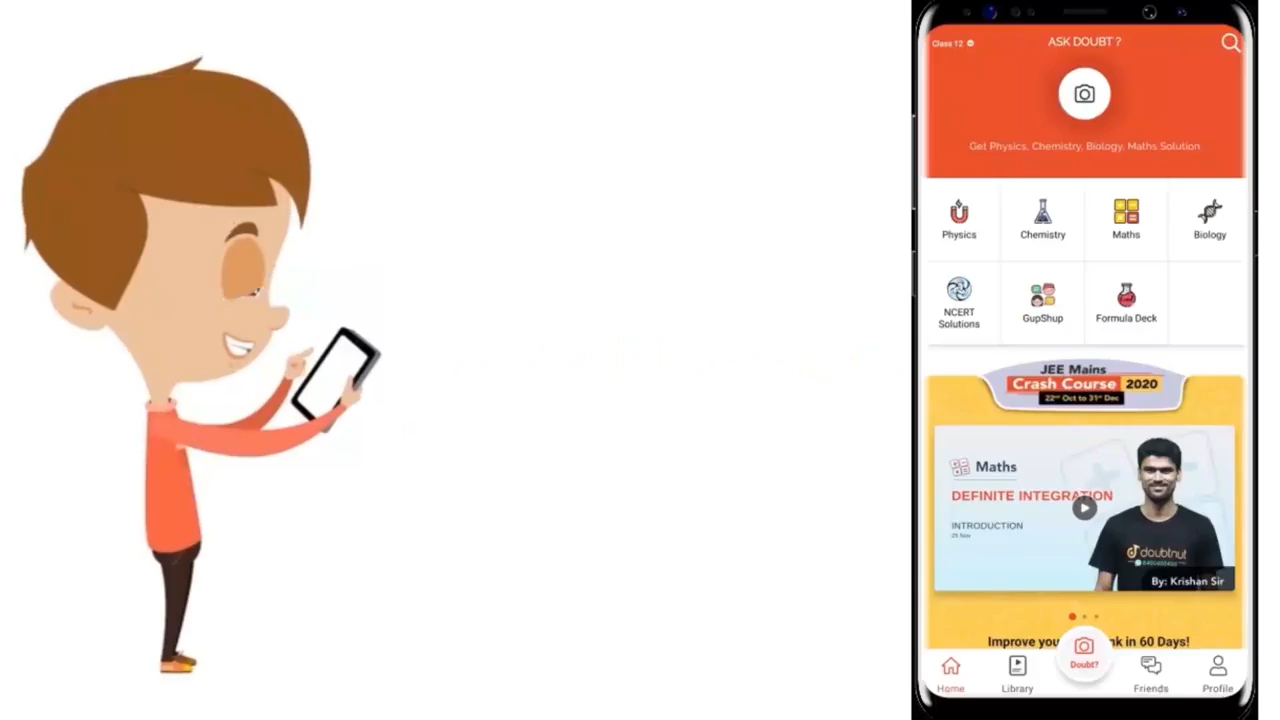 Class 12
ASK DOUBT ?
Get Physics, Chemistry, Biology, Maths Solution
Physics
Chemistry
Maths
Biology
NCERT
Solutions
GupShup
Formula Deck
JEE Mains
Crash Course 2020
22nd Oct to 31st Dec
Maths
DEFINITE INTEGRATION
INTRODUCTION
doubtnut
By: Krishan Sir
Improve you nk in 60 Days!
Doubt?
Home
Library
Friends
Profile